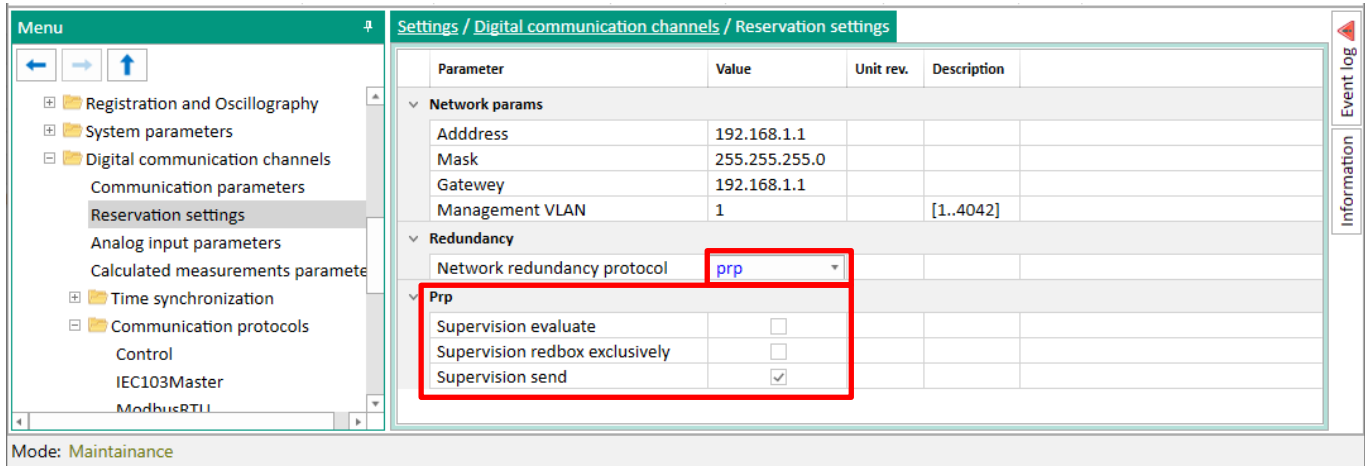 Menu
Registration and Oscillography
System parameters
Digital communication channels
Communication parameters
Reservation settings
Analog input parameters
Calculated measurements paramete
Time synchronization
Communication protocols
Control
IEC103Master
ModbusRTU
Settings / Digital communication channels / Reservation settings
Parameter Value Unit rev. Description
Network params
Adddress 192.168.1.1
Mask 255.255.255.0
Gatewey 192.168.1.1
Management VLAN 1 [1..4042]
Redundancy
Network redundancy protocol prp
Prp
Supervision evaluate
Supervision redbox exclusively
Supervision send
Event log
Information
Mode: Maintainance